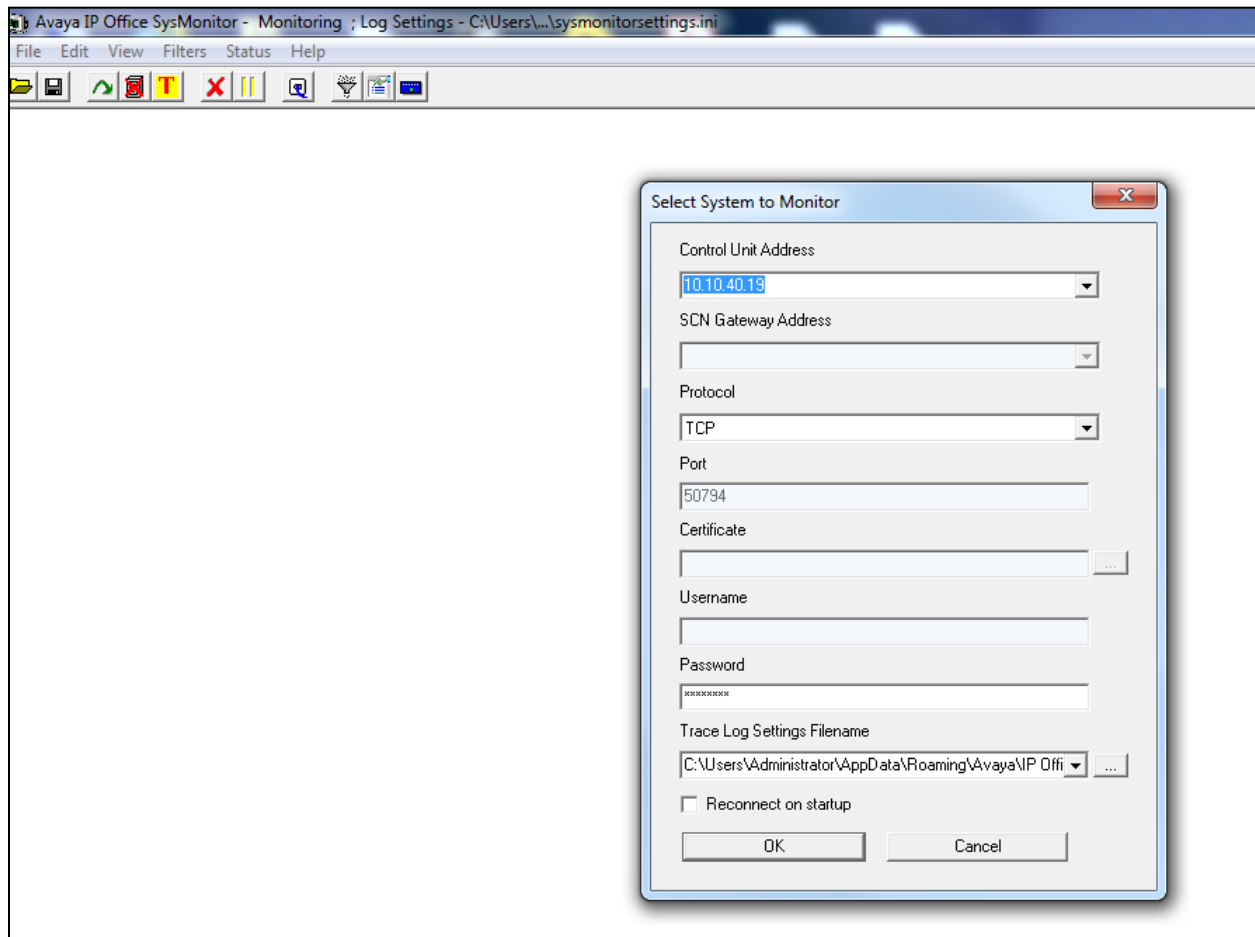 Avaya IP Office SysMonitor - Monitoring ; Log Settings - C:\Users\...\sysmonitorsettings.ini
File Edit View Filters Status Help
T
Select System to Monitor
Control Unit Address
10.10.40.19
SCN Gateway Address
Protocol
TCP
Port
50794
Certificate
...
Username
Password
********
Trace Log Settings Filename
C:\Users\Administrator\AppData\Roaming\Avaya\IP Offi
...
Reconnect on startup
OK Cancel